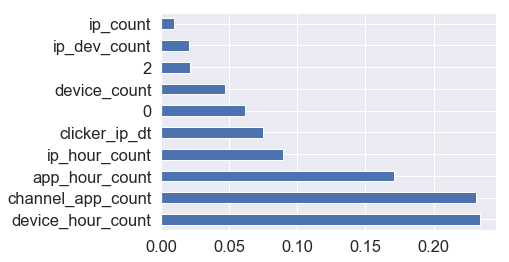 ip_count
ip_dev_count
2
device_count
0
clicker_ip_dt
ip_hour_count
app_hour_count
channel_app_count
device_hour_count
0.00 0.05 0.10 0.15 0.20